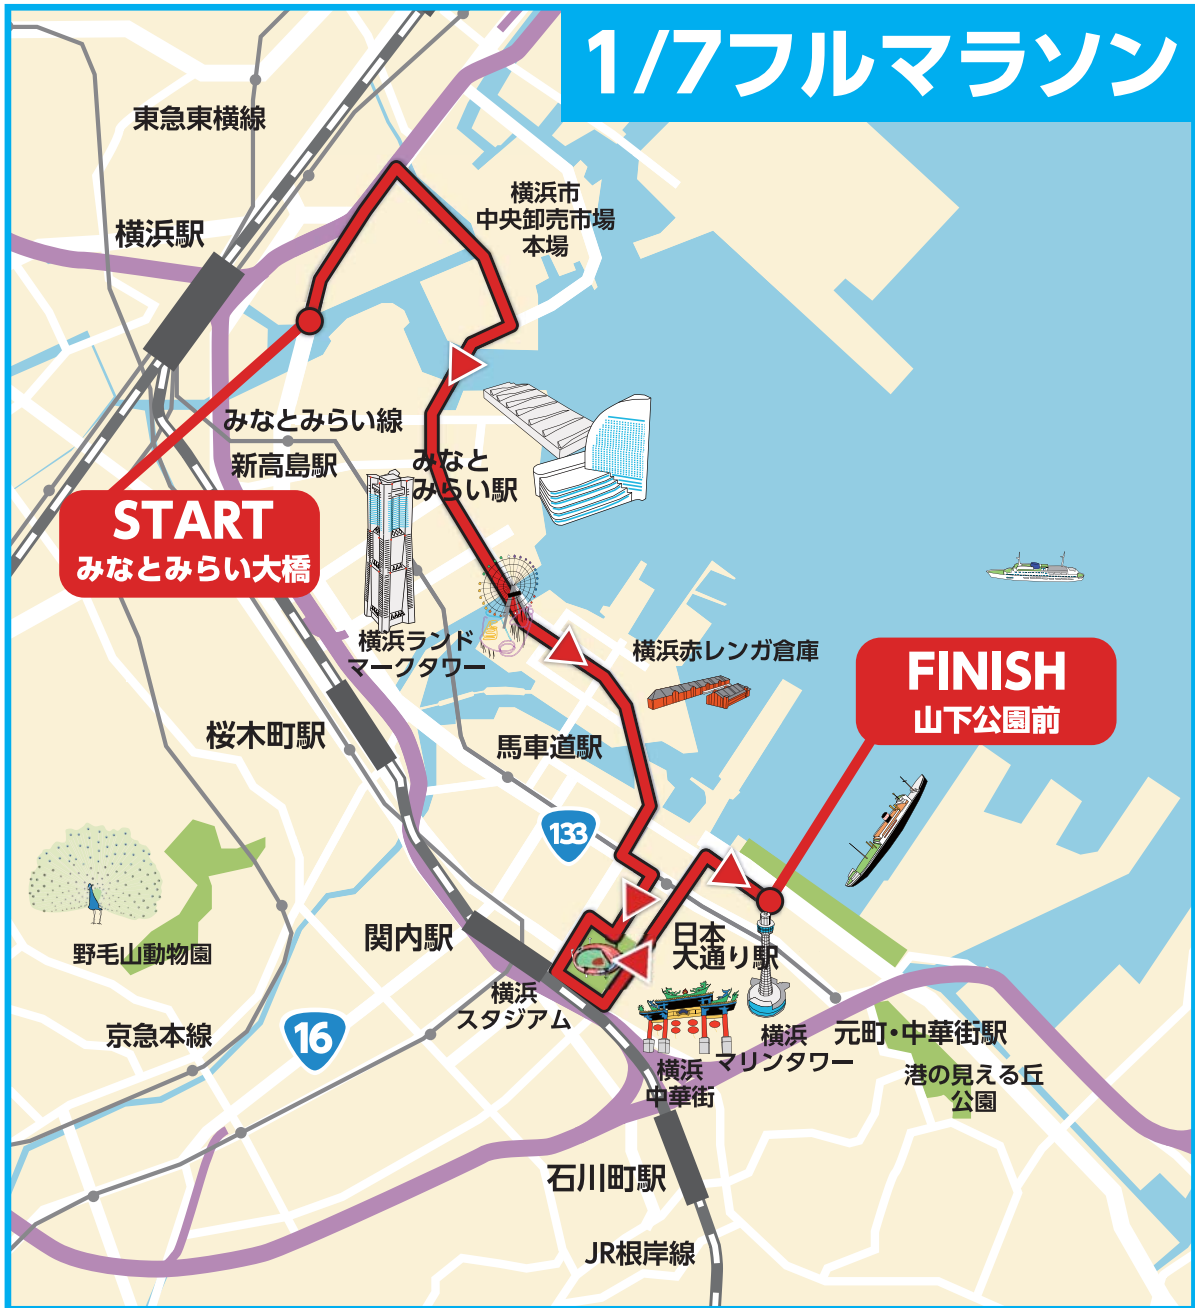 1/7フルマラソン
東急東横線
横浜市
中央卸売市場
本場
横浜駅
みなとみらい線
新高島駅
みなと
みらい駅
START
みなとみらい大橋
横浜ランド
マークタワー
横浜赤レンガ倉庫
FINISH
山下公園前
桜木町駅
馬車道駅
133
野毛山動物園
関内駅
日本
大通り駅
横浜
スタジアム
京急本線
16
横浜
マリンタワー
元町・中華街駅
横浜
中華街
港の見える丘
公園
石川町駅
JR根岸線